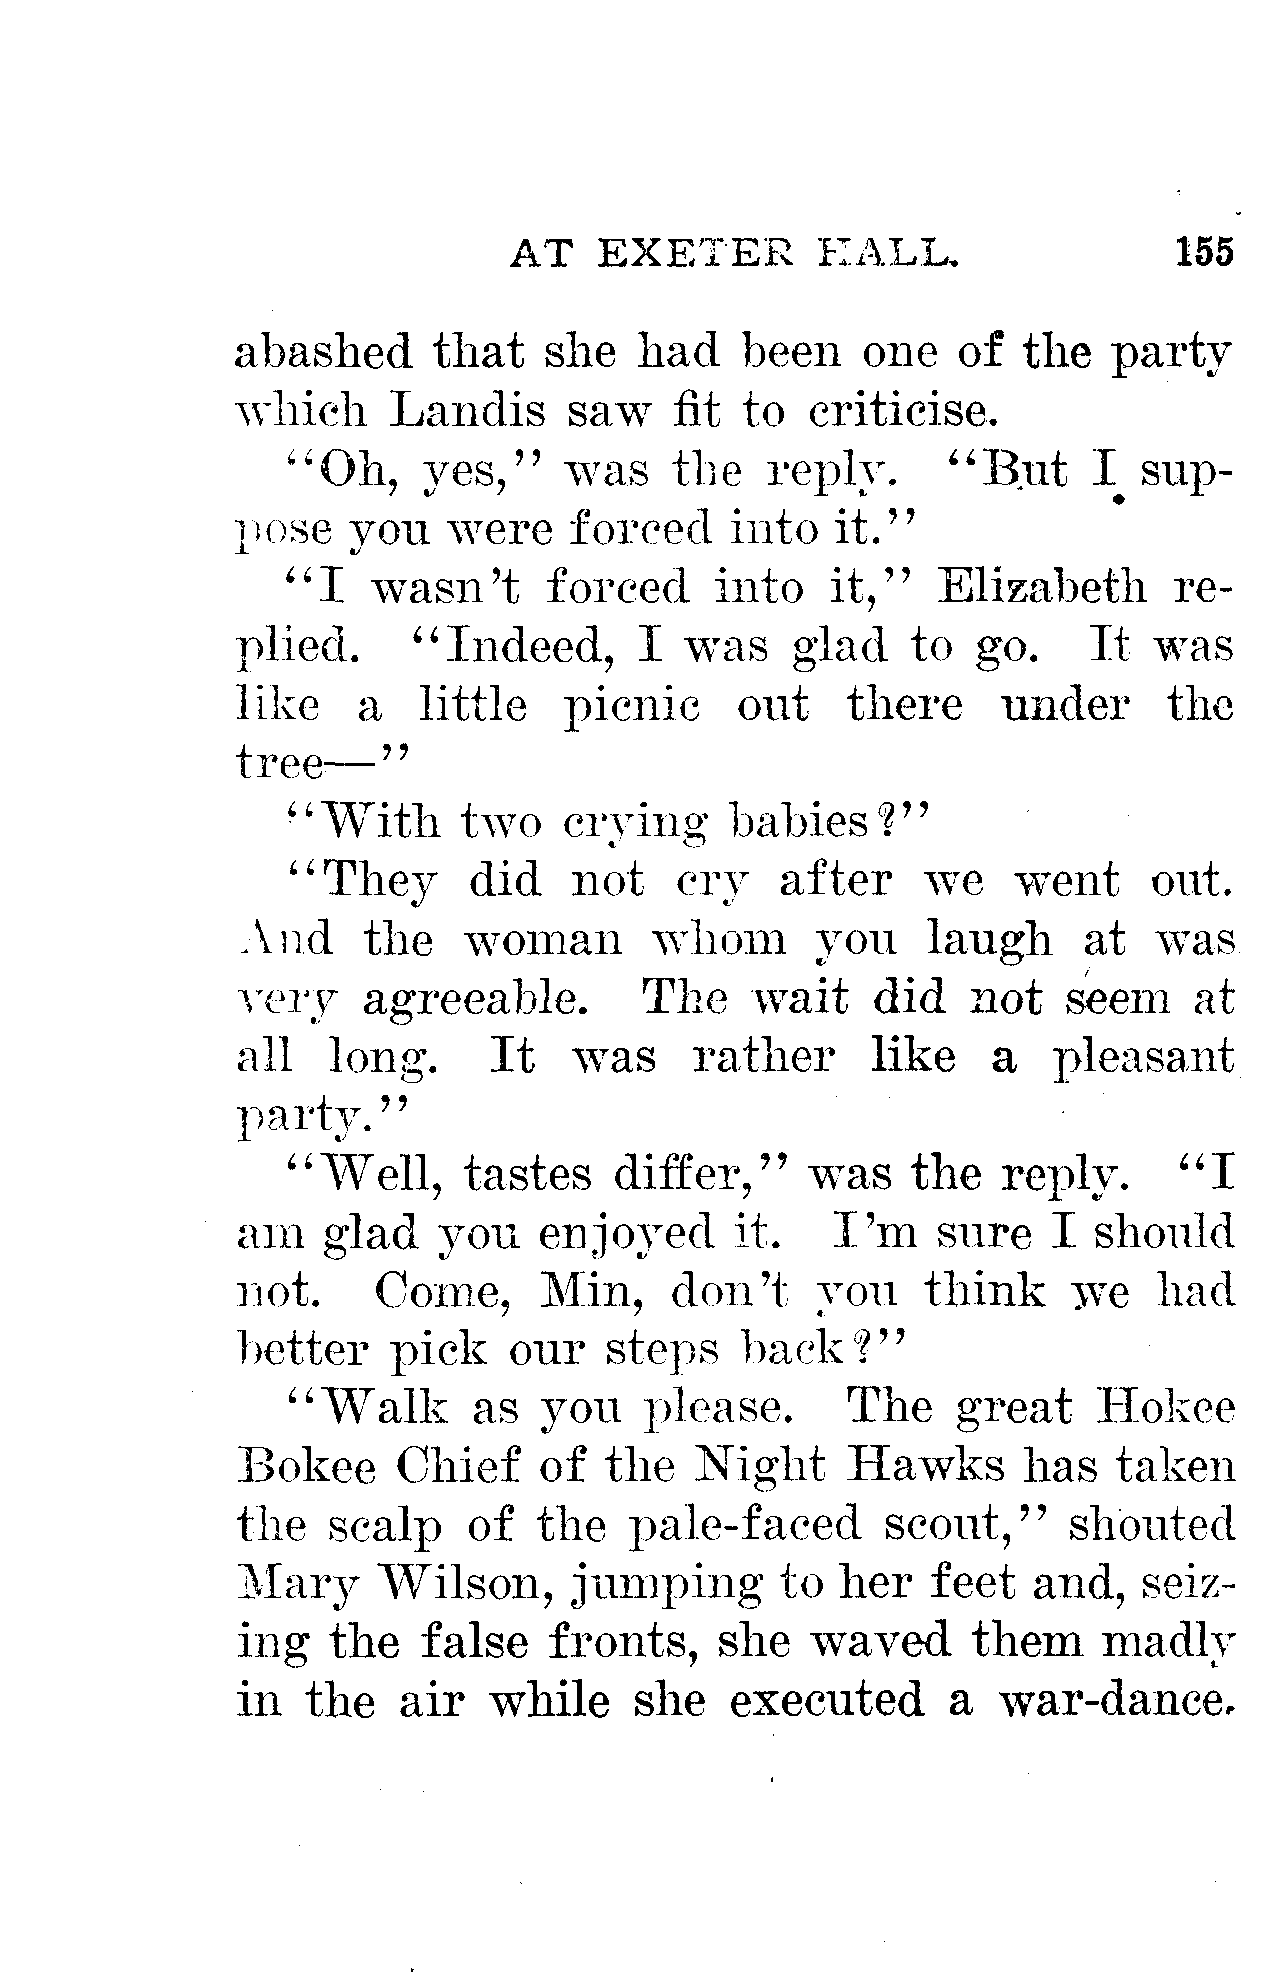 AT EXETER HALL. 155
abashed that she had been one of the party
which Landis saw fit to criticise.
"Oh, yes," was the reply. "But I sup-
pose you were forced into it."
"I wasn't forced into it," Elizabeth re-
plied. "Indeed, I was glad to go. It was
like a little picnic out there under the
tree—"
"With two crying babies?"
"They did not cry after we went out.
And the woman whom you laugh at was
very agreeable. The wait did not seem at
all long. It was rather like a pleasant
party."
"Well, tastes differ," was the reply. "I
am glad you enjoyed it. I'm sure I should
not. Come, Min, don't you think we had
better pick our steps back?"
"Walk as you please. The great Hokee
Bokee Chief of the Night Hawks has taken
the scalp of the pale-faced scout," shouted
Mary Wilson, jumping to her feet and, seiz-
ing the false fronts, she waved them madly
in the air while she executed a war-dance.